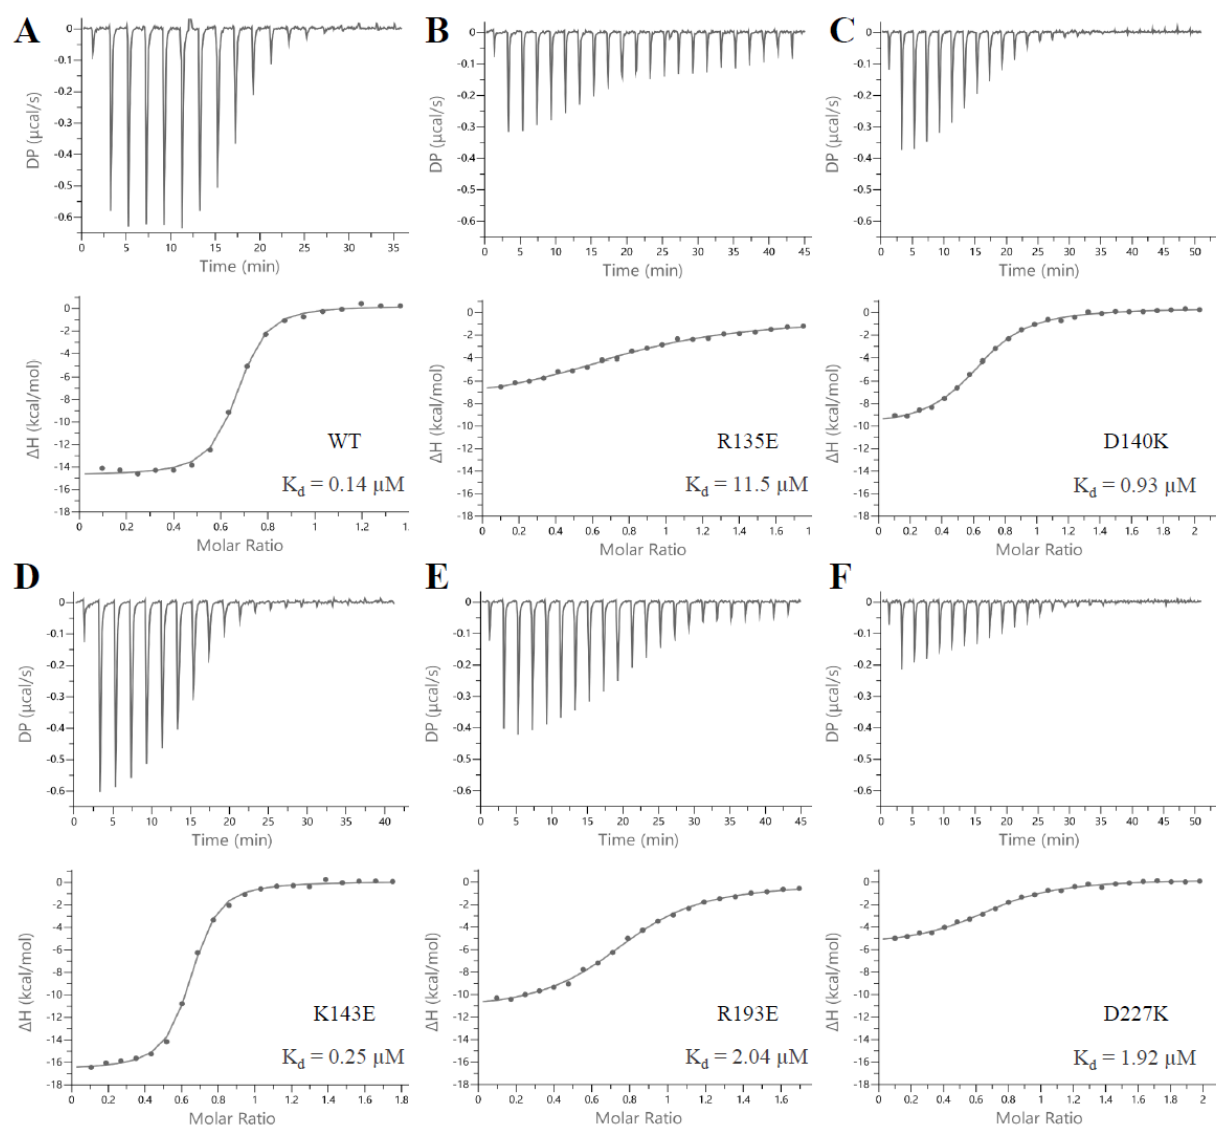 A
0
-0.1
-0.2
-0.3
-0.4
-0.5
-0.6
DP (µcal/s)
0 5 10 15 20 25 30 35
Time (min)
0
-2
-4
-6
-8
-10
-12
-14
-16
-18
ΔH (kcal/mol)
WT
Kd = 0.14 µM
0 0.2 0.4 0.6 0.8 1 1.
Molar Ratio
B
0
-0.1
-0.2
-0.3
-0.4
-0.5
-0.6
DP (µcal/s)
0 5 10 15 20 25 30 35 40 45
Time (min)
0
-2
-4
-6
-8
-10
-12
-14
-16
-18
ΔH (kcal/mol)
R135E
Kd = 11.5 µM
0 0.2 0.4 0.6 0.8 1 1.2 1.4 1.6 1
Molar Ratio
C
0
-0.1
-0.2
-0.3
-0.4
-0.5
-0.6
DP (µcal/s)
0 5 10 15 20 25 30 35 40 45 50
Time (min)
0
-2
-4
-6
-8
-10
-12
-14
-16
-18
ΔH (kcal/mol)
D140K
Kd = 0.93 µM
0 0.2 0.4 0.6 0.8 1 1.2 1.4 1.6 1.8 2
Molar Ratio
D
0
-0.1
-0.2
-0.3
-0.4
-0.5
-0.6
DP (µcal/s)
0 5 10 15 20 25 30 35 40
Time (min)
0
-2
-4
-6
-8
-10
-12
-14
-16
-18
ΔH (kcal/mol)
K143E
Kd = 0.25 µM
0 0.2 0.4 0.6 0.8 1 1.2 1.4 1.6 1.8
Molar Ratio
E
0
-0.1
-0.2
-0.3
-0.4
-0.5
-0.6
DP (µcal/s)
0 5 10 15 20 25 30 35 40 45
Time (min)
0
-2
-4
-6
-8
-10
-12
-14
-16
-18
ΔH (kcal/mol)
R193E
Kd = 2.04 µM
0 0.2 0.4 0.6 0.8 1 1.2 1.4 1.6
Molar Ratio
F
0
-0.1
-0.2
-0.3
-0.4
-0.5
-0.6
DP (µcal/s)
0 5 10 15 20 25 30 35 40 45 50
Time (min)
0
-2
-4
-6
-8
-10
-12
-14
-16
-18
ΔH (kcal/mol)
D227K
Kd = 1.92 µM
0 0.2 0.4 0.6 0.8 1 1.2 1.4 1.6 1.8 2
Molar Ratio